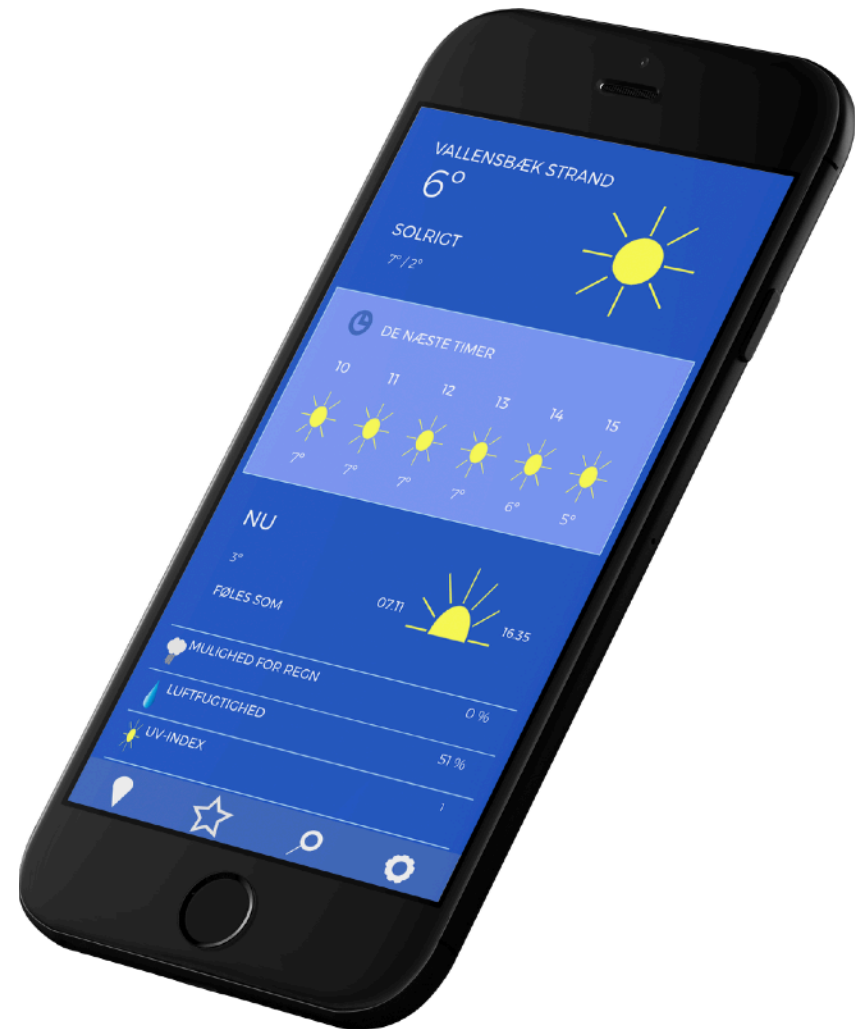 VALLENSBÆK STRAND
6°
SOLRIGT
7° / 2°
DE NÆSTE TIMER
10 11 12 13 14 15
7° 7° 7° 7° 6° 5°
NU
3°
FØLES SOM
07.11 16.35
MULIGHED FOR REGN 0 %
LUFTFUGTIGHED 51 %
UV-INDEX 1